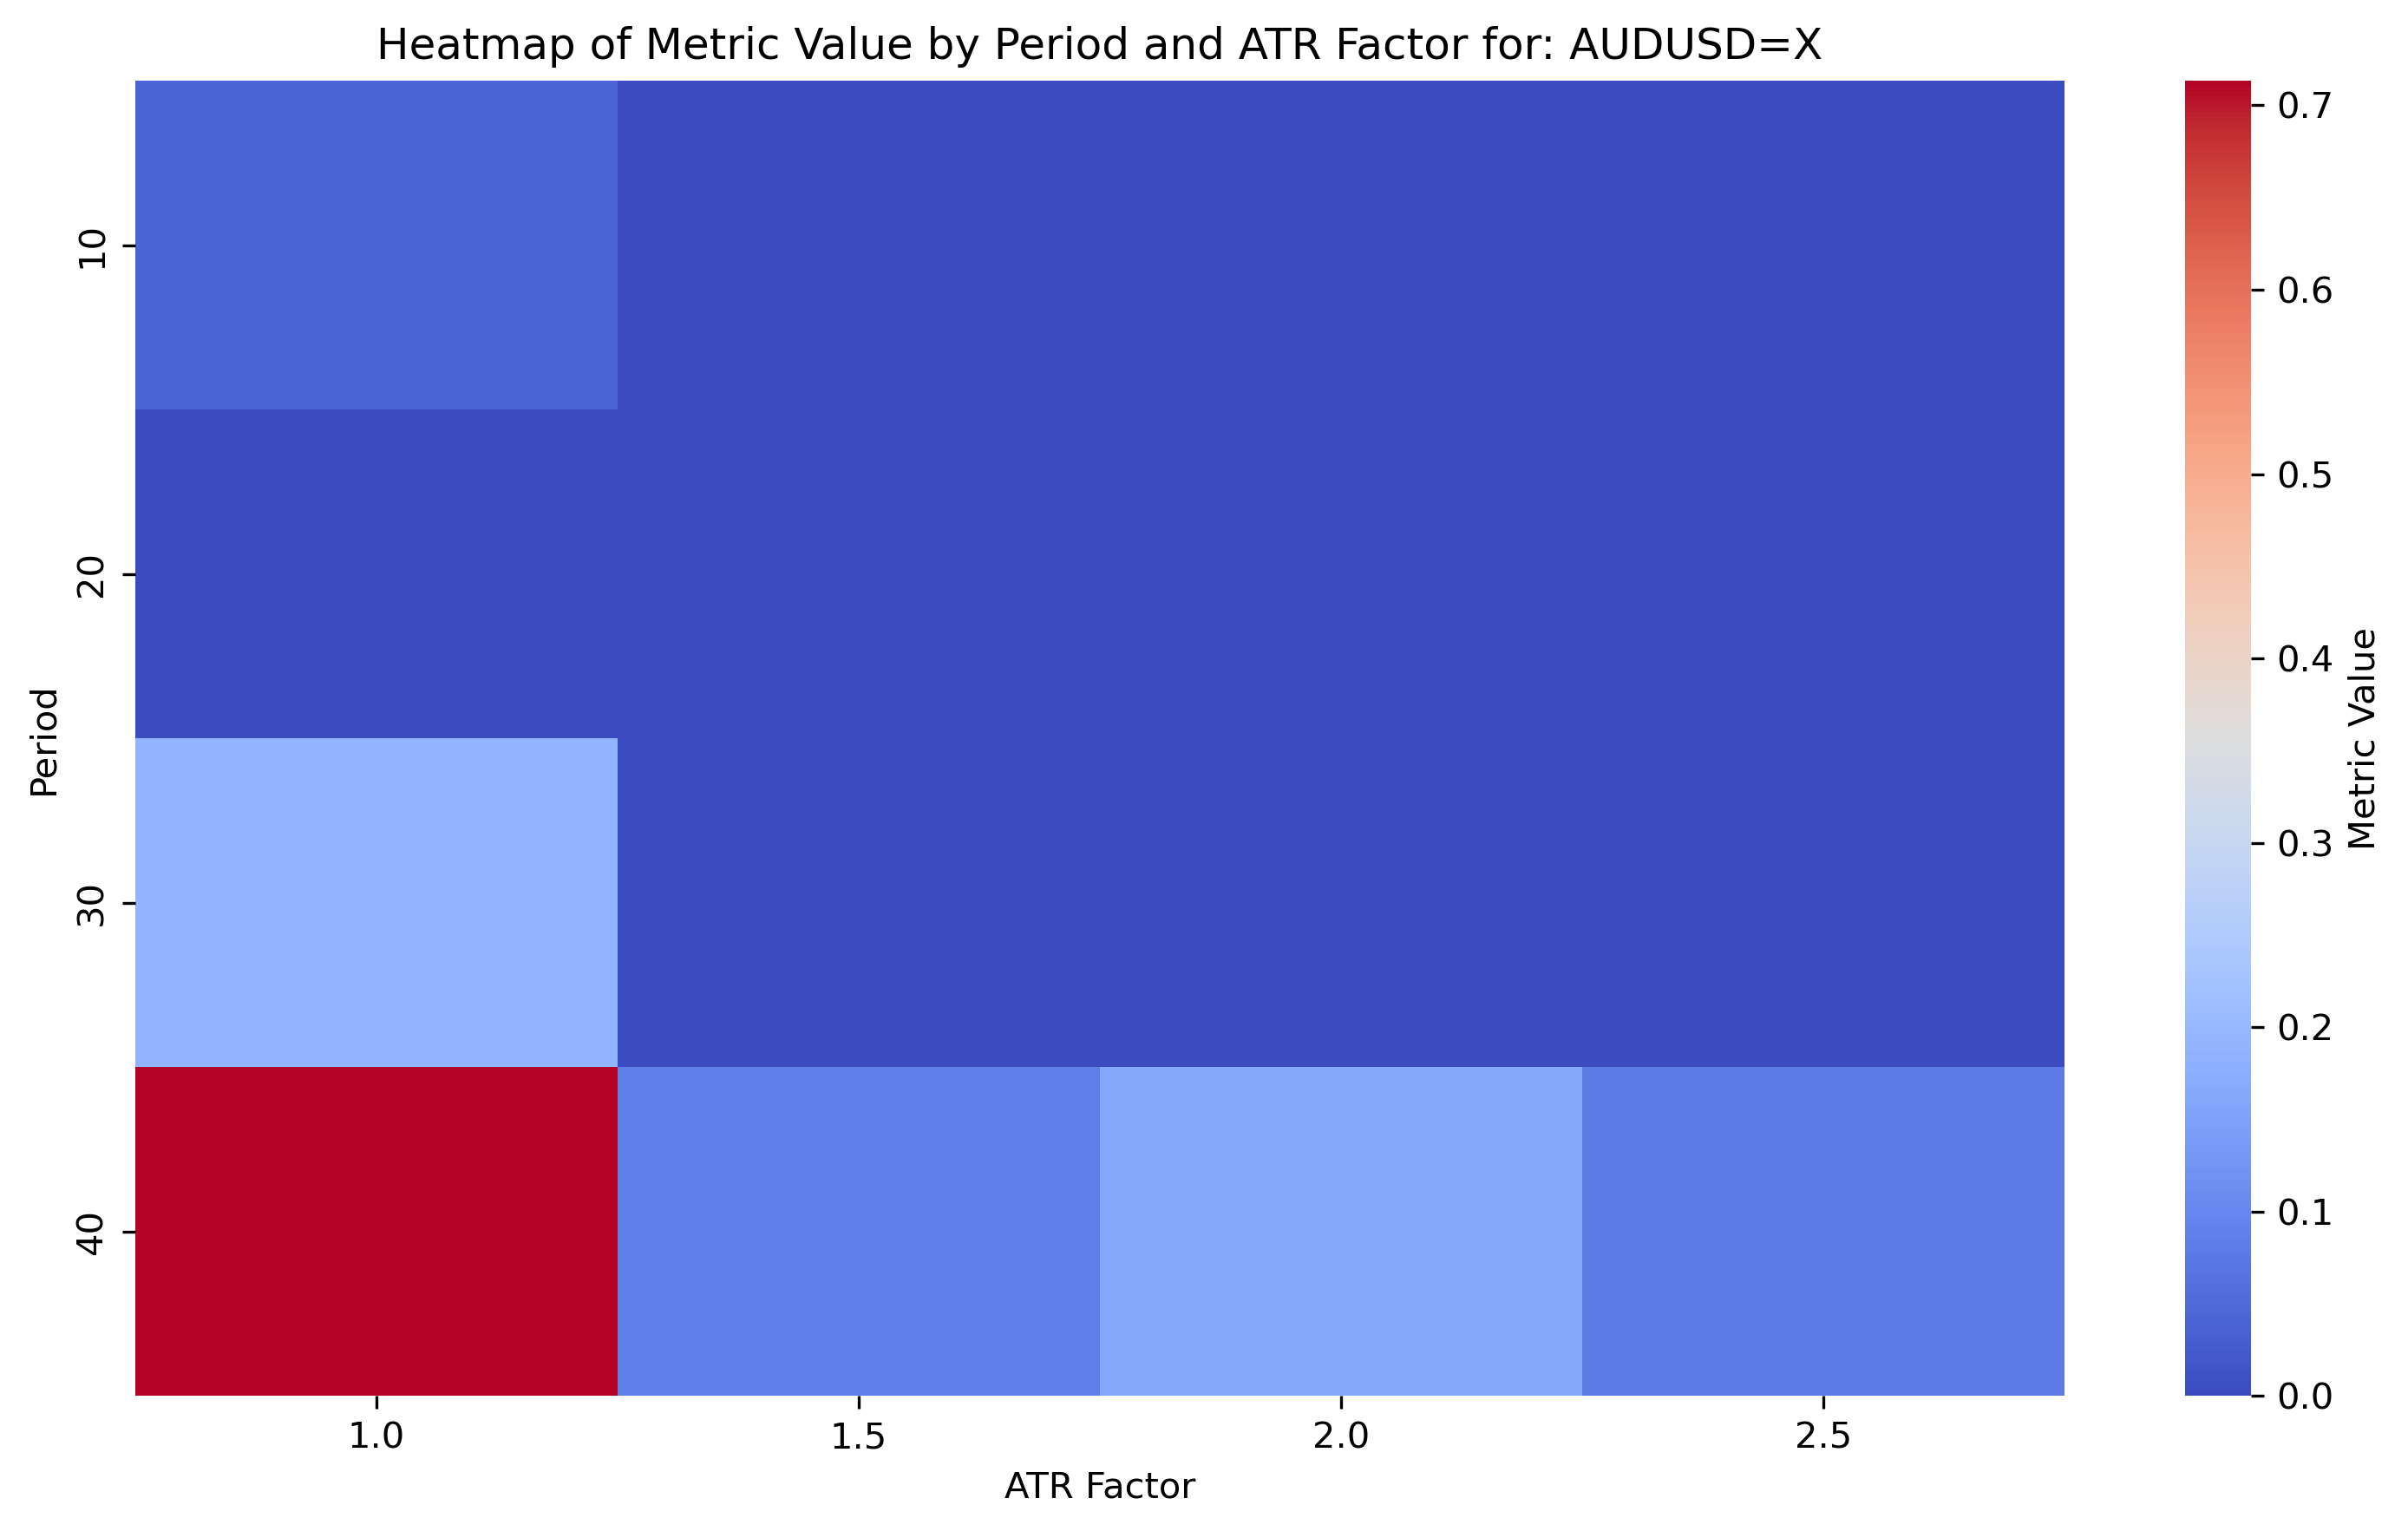 Heatmap of Metric Value by Period and ATR Factor for: AUDUSD=X
Period
10
20
30
40
1.0 1.5 2.0 2.5
ATR Factor
0.7
0.6
0.5
0.4
0.3
0.2
0.1
0.0
Metric Value